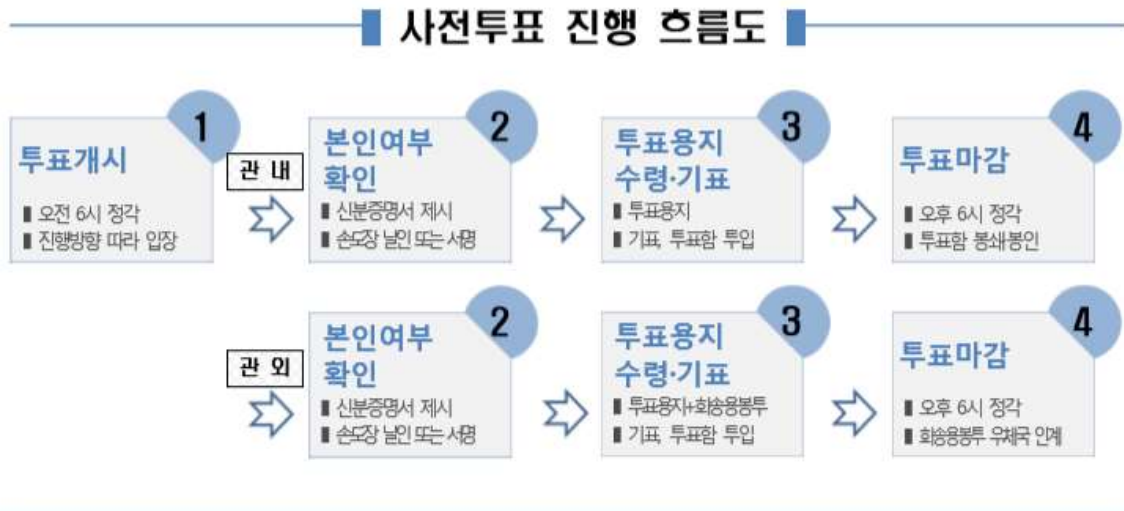 사전투표 진행 흐름도
1
투표개시
▮ 오전 6시 정각
▮ 진행방향 따라 입장
관 내
2
본인여부
확인
▮ 신분증명서 제시
▮ 손도장 날인 또는 서명
3
투표용지
수령·기표
▮ 투표용지
▮ 기표, 투표함 투입
4
투표마감
▮ 오후 6시 정각
▮ 투표함 봉쇄·봉인
관 외
2
본인여부
확인
▮ 신분증명서 제시
▮ 손도장 날인 또는 서명
3
투표용지
수령·기표
▮ 투표용지+회송용봉투
▮ 기표, 투표함 투입
4
투표마감
▮ 오후 6시 정각
▮ 회송용봉투 우체국 인계